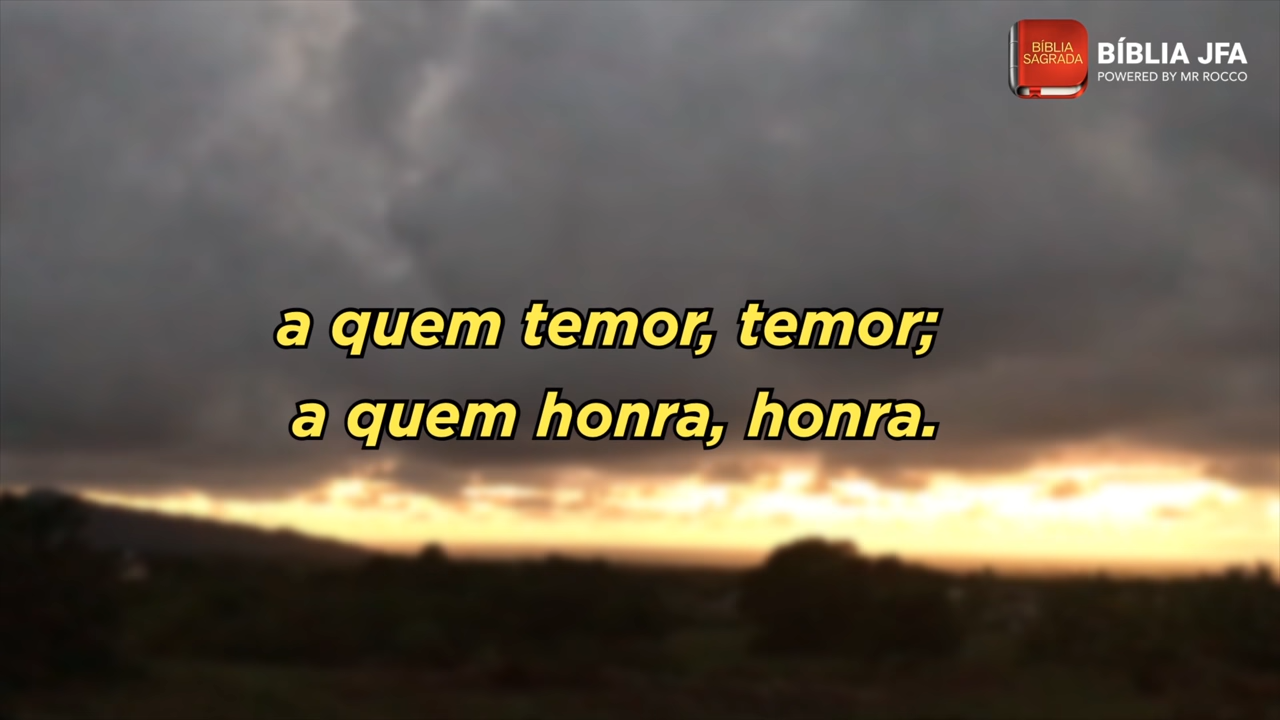 BÍBLIA
SAGRADA
BÍBLIA JFA
POWERED BY MR ROCCO
a quem temor, temor;
a quem honra, honra.